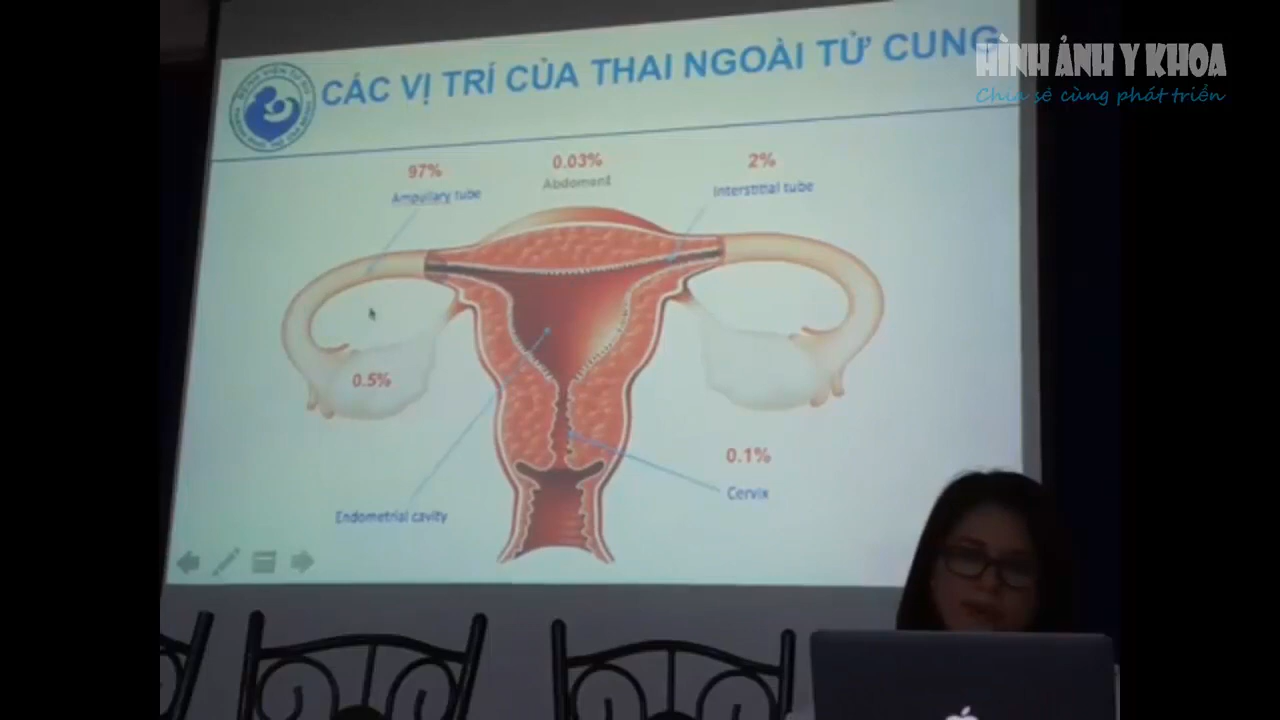 CÁC VỊ TRÍ CỦA THAI NGOÀI TỬ CUNG
HÌNH ẢNH Y KHOA
Chia sẻ cùng phát triển
97%
Ampullary tube
0.03%
Abdoment
2%
Interstitial tube
0.5%
0.1%
Cervix
Endometrial cavity